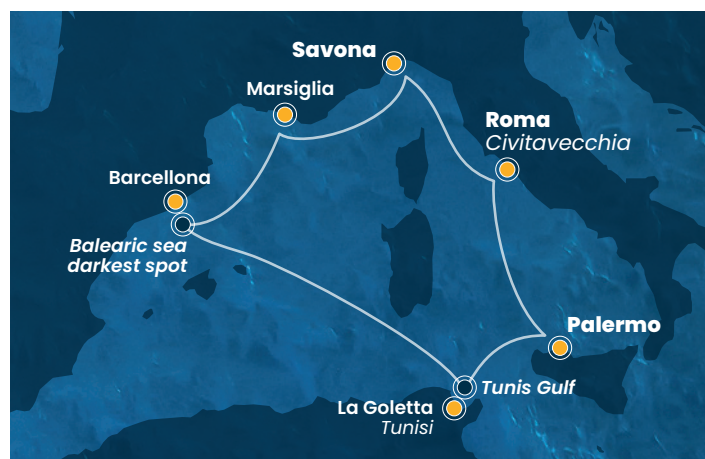 Savona
Marsiglia
Roma
Civitavecchia
Barcellona
Balearic sea
darkest spot
Palermo
Tunis Gulf
La Goletta
Tunisi